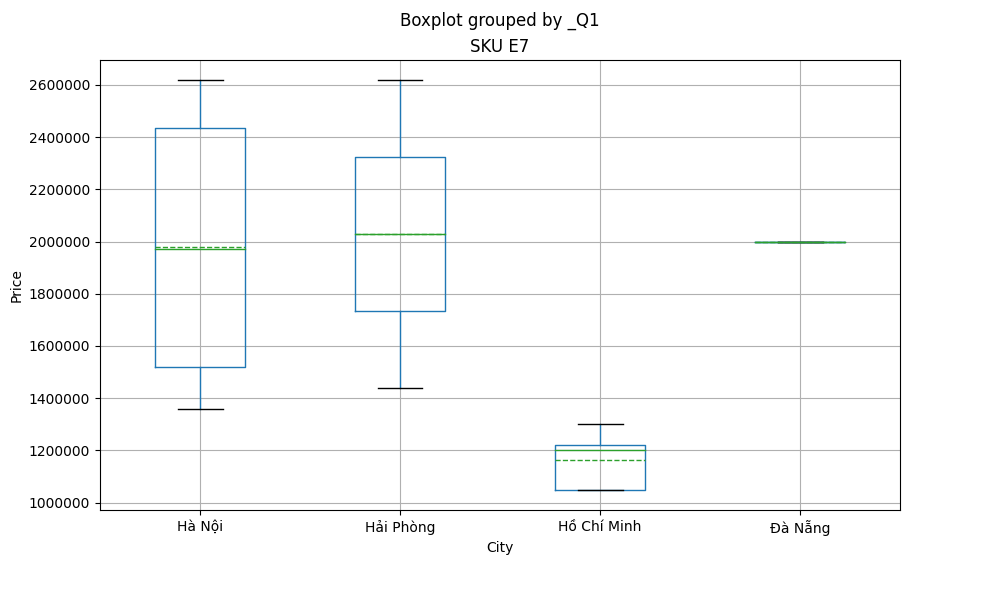 Boxplot grouped by _Q1
SKU E7
2600000
2400000
2200000
2000000
1800000
1600000
1400000
1200000
1000000
Price
Hà Nội
Hải Phòng
Hồ Chí Minh
Đà Nẵng
City